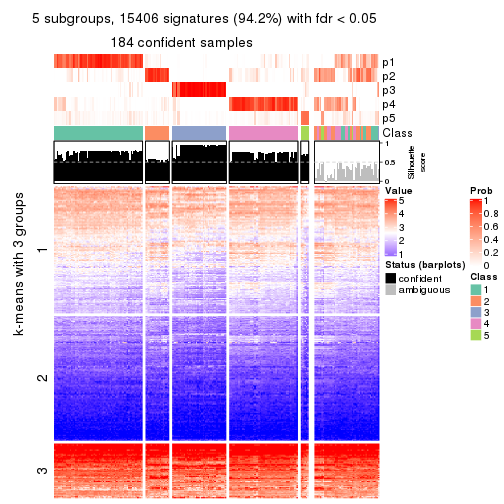 5 subgroups, 15406 signatures (94.2%) with fdr < 0.05
184 confident samples
p1
p2
p3
p4
p5
Class
1
0.5
0
Silhouette
score
k-means with 3 groups
1
2
3
Value
5
4
3
2
1
Status (barplots)
confident
ambiguous
Prob
1
0.8
0.6
0.4
0.2
0
Class
1
2
3
4
5